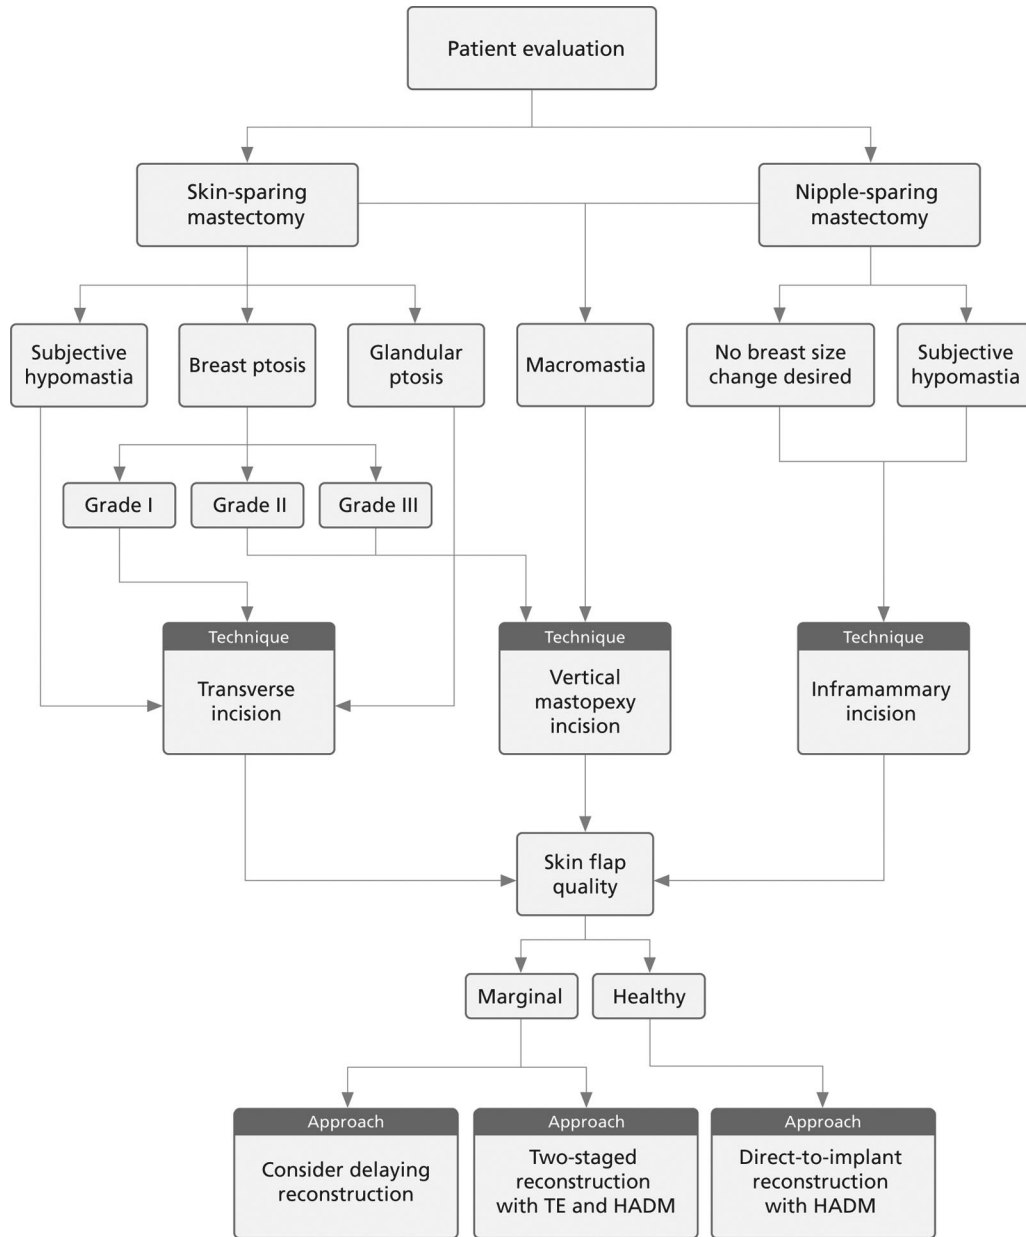 Patient evaluation
Skin-sparing
mastectomy
Nipple-sparing
mastectomy
Subjective
hypomastia
Breast ptosis
Glandular
ptosis
Macromastia
No breast size
change desired
Subjective
hypomastia
Grade I
Grade II
Grade III
Technique
Transverse
incision
Technique
Vertical
mastopexy
incision
Technique
Inframammary
incision
Skin flap
quality
Marginal
Healthy
Approach
Consider delaying
reconstruction
Approach
Two-staged
reconstruction
with TE and HADM
Approach
Direct-to-implant
reconstruction
with HADM